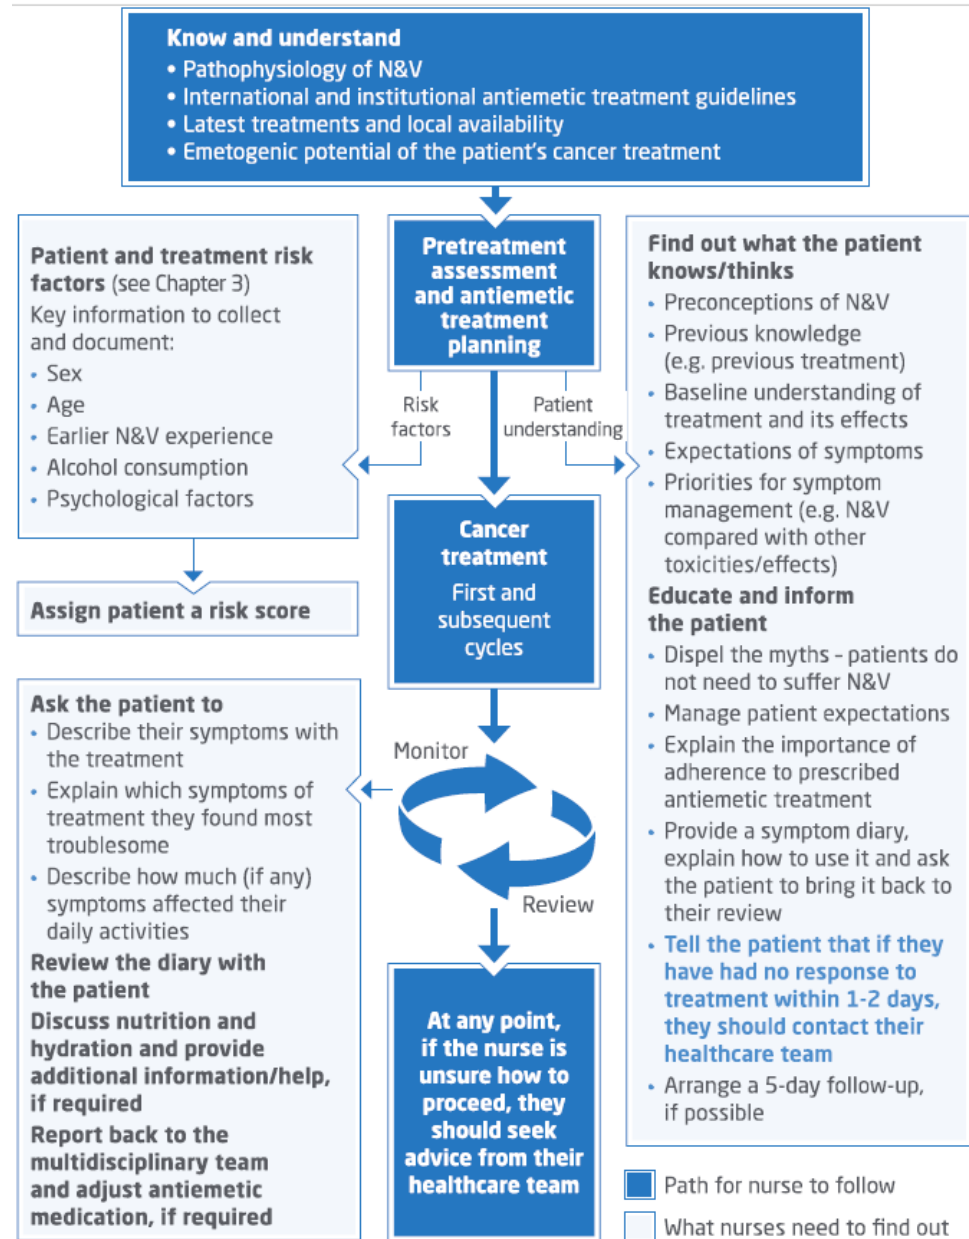 Know and understand
• Pathophysiology of N&V
• International and institutional antiemetic treatment guidelines
• Latest treatments and local availability
• Emetogenic potential of the patient's cancer treatment
Patient and treatment risk
factors (see Chapter 3)
Key information to collect
and document:
• Sex
• Age
• Earlier N&V experience
• Alcohol consumption
• Psychological factors
Assign patient a risk score
Pretreatment
assessment
and antiemetic
treatment
planning
Risk
factors
Patient
understanding
Find out what the patient
knows/thinks
• Preconceptions of N&V
• Previous knowledge
(e.g. previous treatment)
• Baseline understanding of
treatment and its effects
• Expectations of symptoms
• Priorities for symptom
management (e.g. N&V
compared with other
toxicities/effects)
Educate and inform
the patient
• Dispel the myths – patients do
not need to suffer N&V
• Manage patient expectations
• Explain the importance of
adherence to prescribed
antiemetic treatment
• Provide a symptom diary,
explain how to use it and ask
the patient to bring it back to
their review
• Tell the patient that if they
have had no response to
treatment within 1-2 days,
they should contact their
healthcare team
• Arrange a 5-day follow-up,
if possible
Cancer
treatment
First and
subsequent
cycles
Monitor
Review
Ask the patient to
• Describe their symptoms with
the treatment
• Explain which symptoms of
treatment they found most
troublesome
• Describe how much (if any)
symptoms affected their
daily activities
Review the diary with
the patient
Discuss nutrition and
hydration and provide
additional information/help,
if required
Report back to the
multidisciplinary team
and adjust antiemetic
medication, if required
At any point,
if the nurse is
unsure how to
proceed, they
should seek
advice from their
healthcare team
Path for nurse to follow
What nurses need to find out